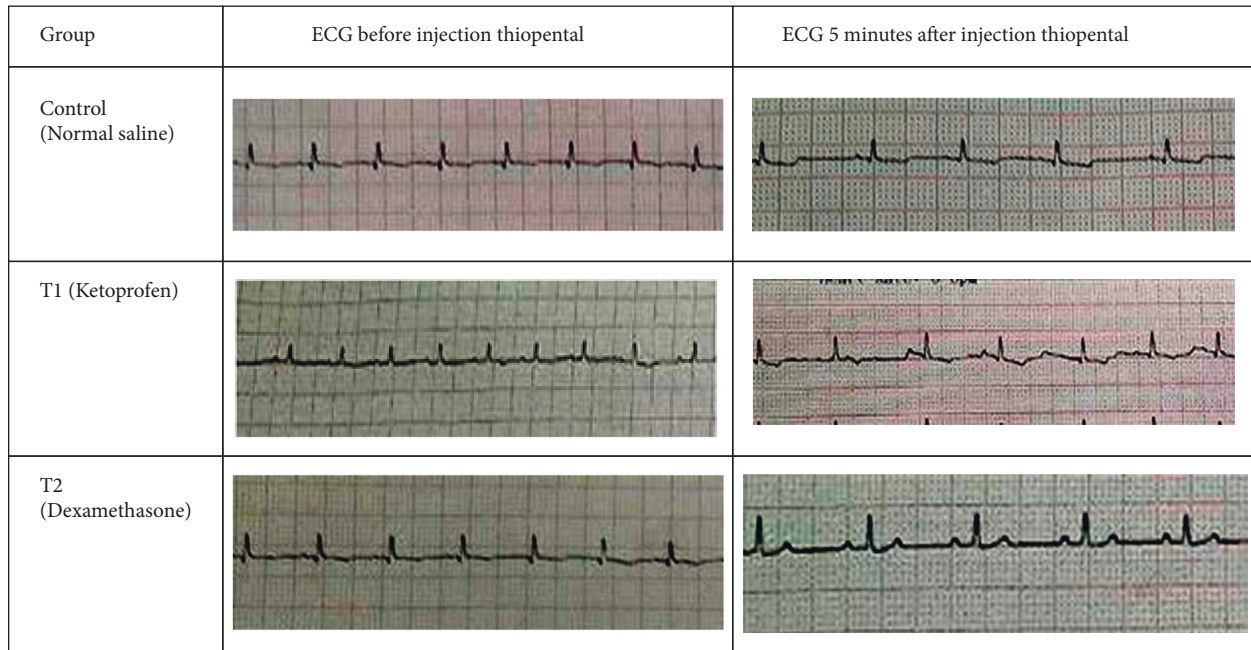 Group
ECG before injection thiopental
ECG 5 minutes after injection thiopental
Control
(Normal saline)
T1 (Ketoprofen)
T2
(Dexamethasone)